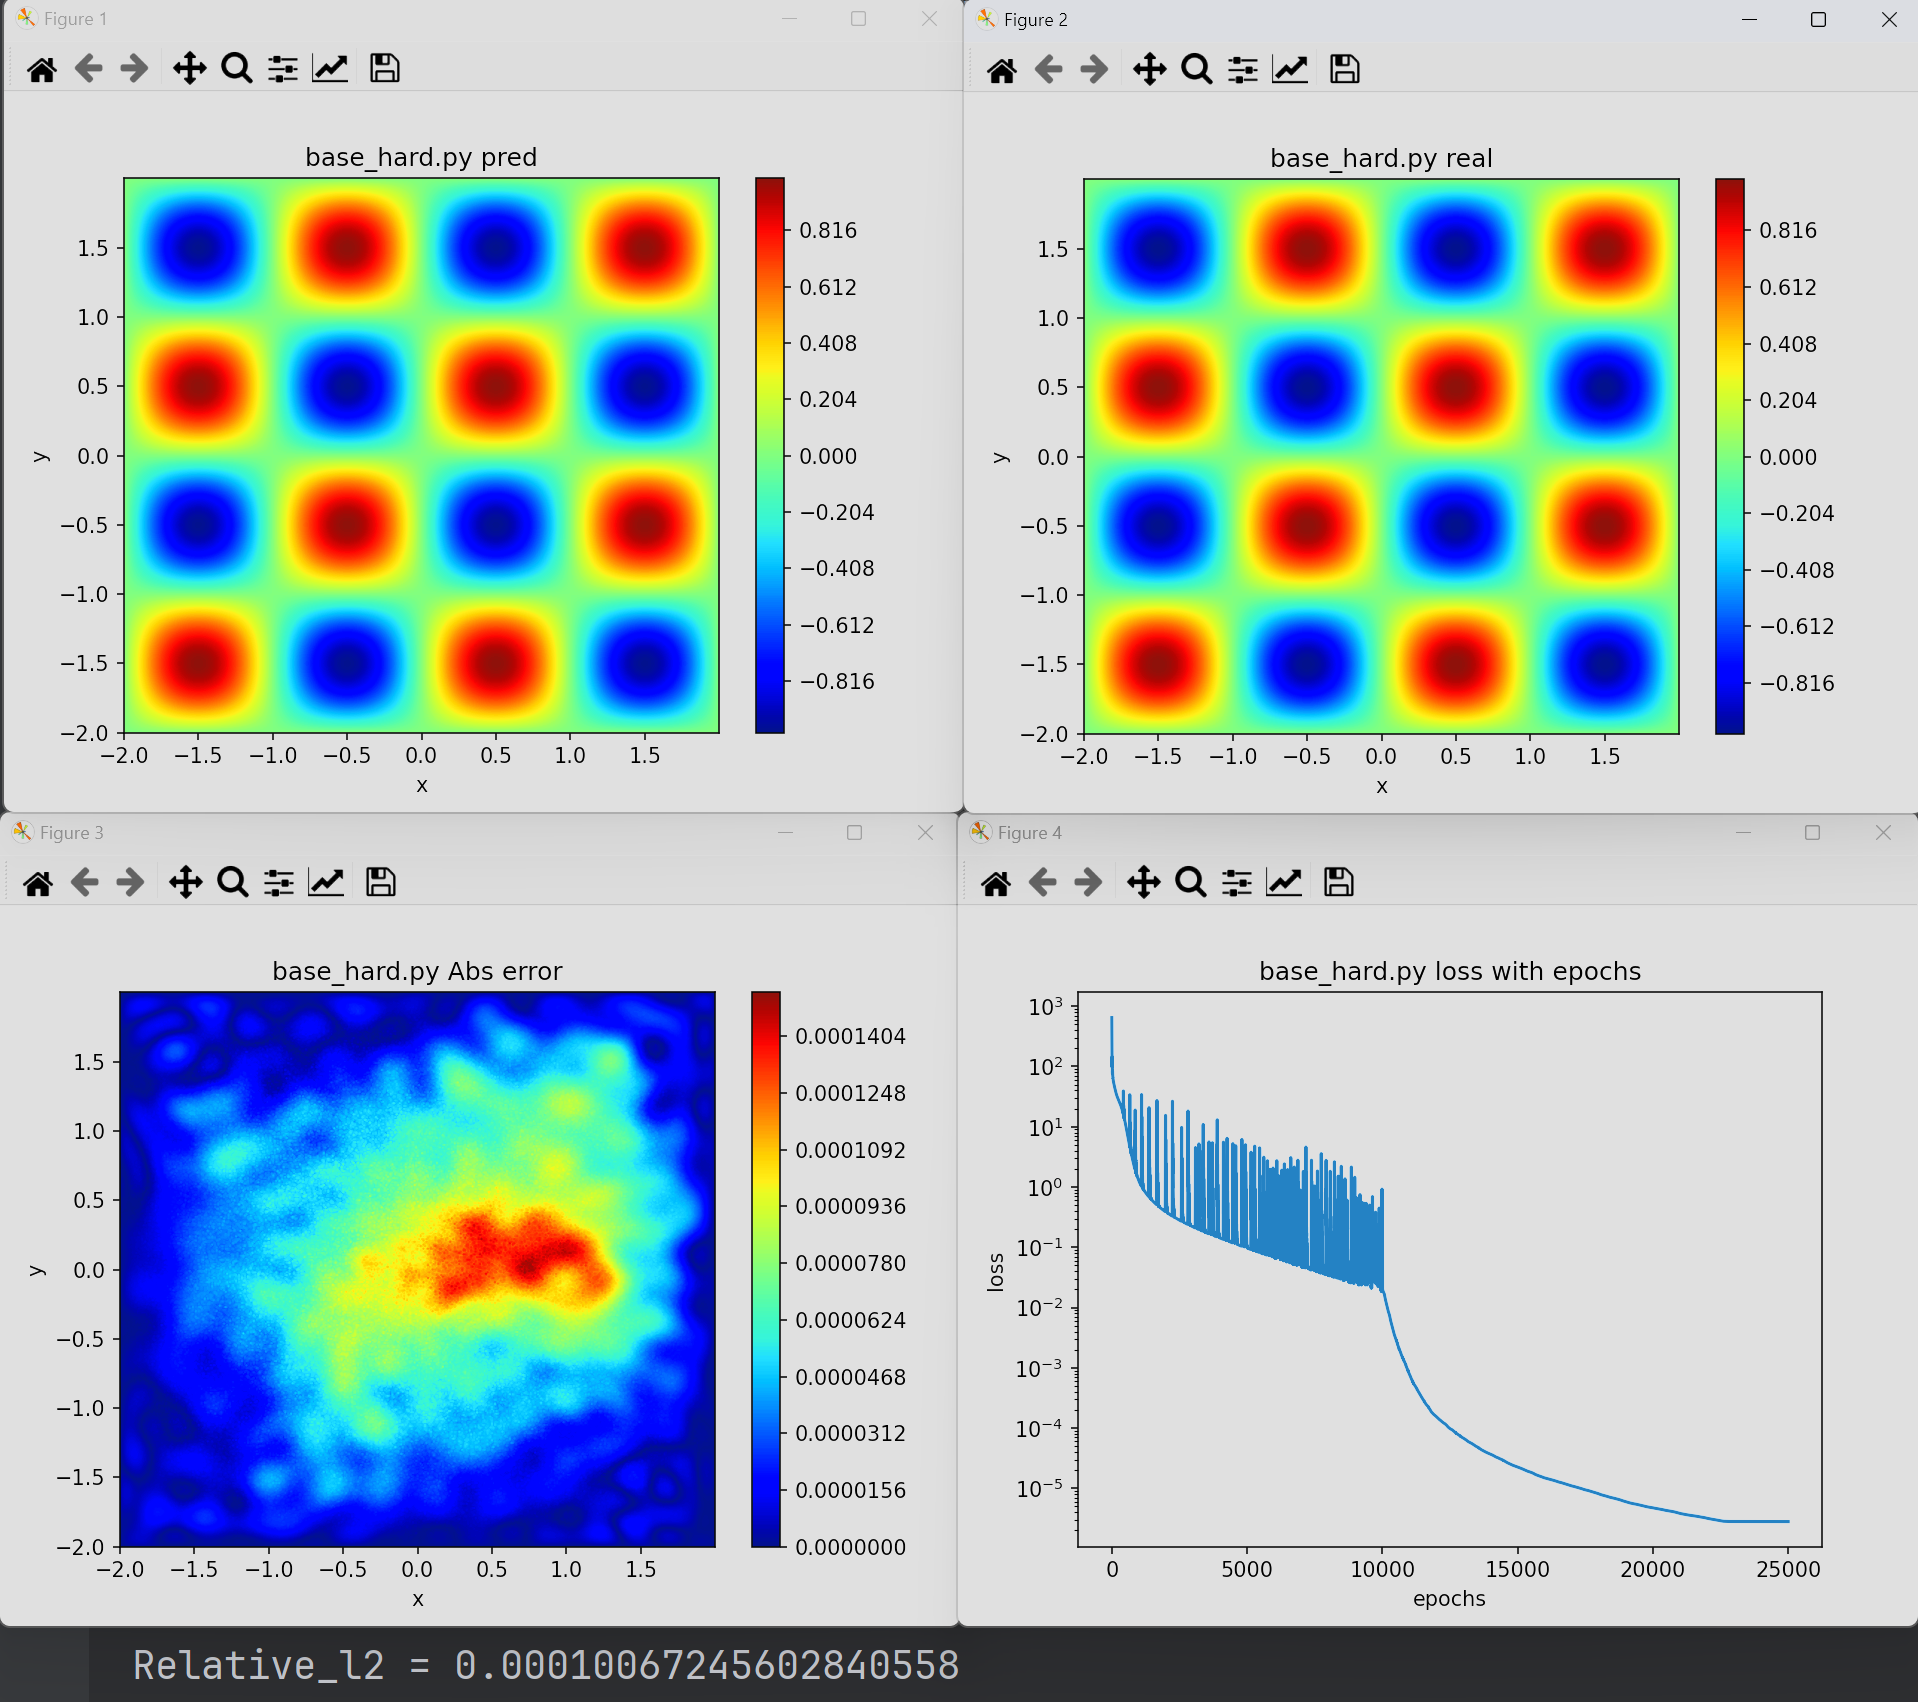 Figure 1
base_hard.py pred
1.5
1.0
0.5
0.0
−0.5
−1.0
−1.5
−2.0
y
−2.0 −1.5 −1.0 −0.5 0.0 0.5 1.0 1.5
x
0.816
0.612
0.408
0.204
0.000
−0.204
−0.408
−0.612
−0.816
Figure 2
base_hard.py real
1.5
1.0
0.5
0.0
−0.5
−1.0
−1.5
−2.0
y
−2.0 −1.5 −1.0 −0.5 0.0 0.5 1.0 1.5
x
0.816
0.612
0.408
0.204
0.000
−0.204
−0.408
−0.612
−0.816
Figure 3
base_hard.py Abs error
1.5
1.0
0.5
0.0
−0.5
−1.0
−1.5
−2.0
y
−2.0 −1.5 −1.0 −0.5 0.0 0.5 1.0 1.5
x
0.0001404
0.0001248
0.0001092
0.0000936
0.0000780
0.0000624
0.0000468
0.0000312
0.0000156
0.0000000
Figure 4
base_hard.py loss with epochs
10³
10²
10¹
10⁰
10⁻¹
10⁻²
10⁻³
10⁻⁴
10⁻⁵
loss
0 5000 10000 15000 20000 25000
epochs
Relative_l2 = 0.00010067245602840558